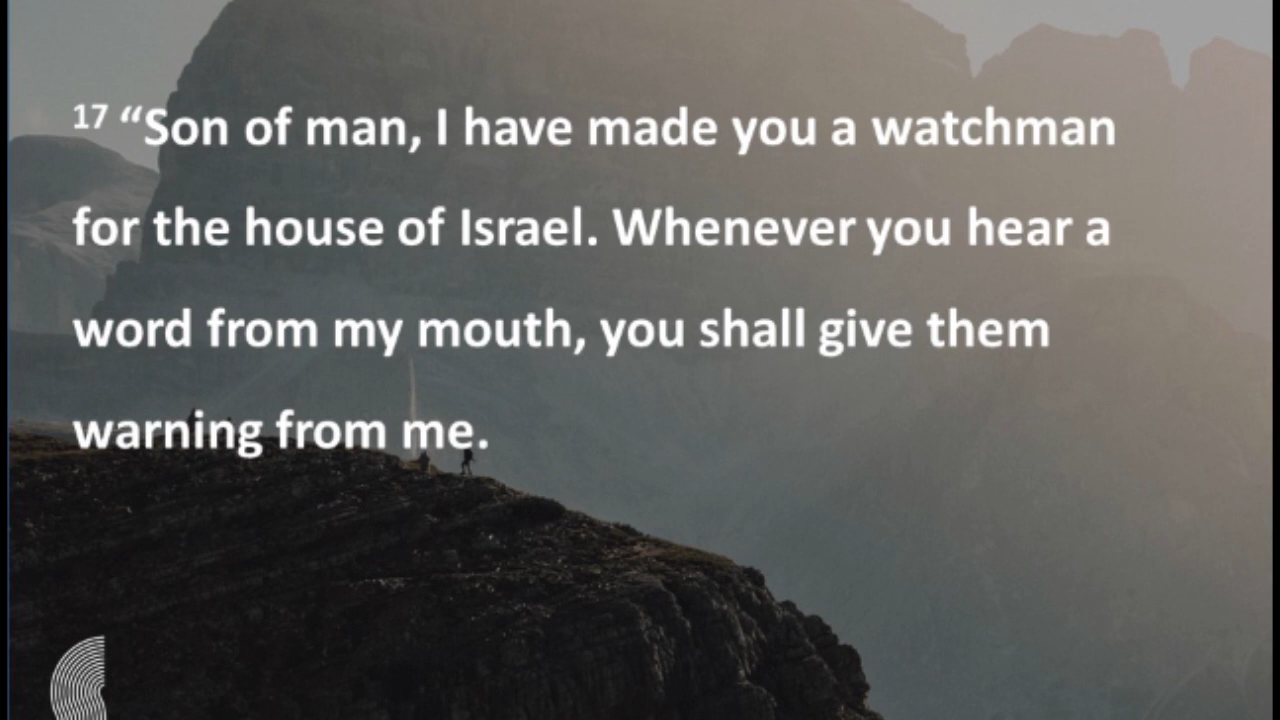 17 “Son of man, I have made you a watchman
for the house of Israel. Whenever you hear a
word from my mouth, you shall give them
warning from me.